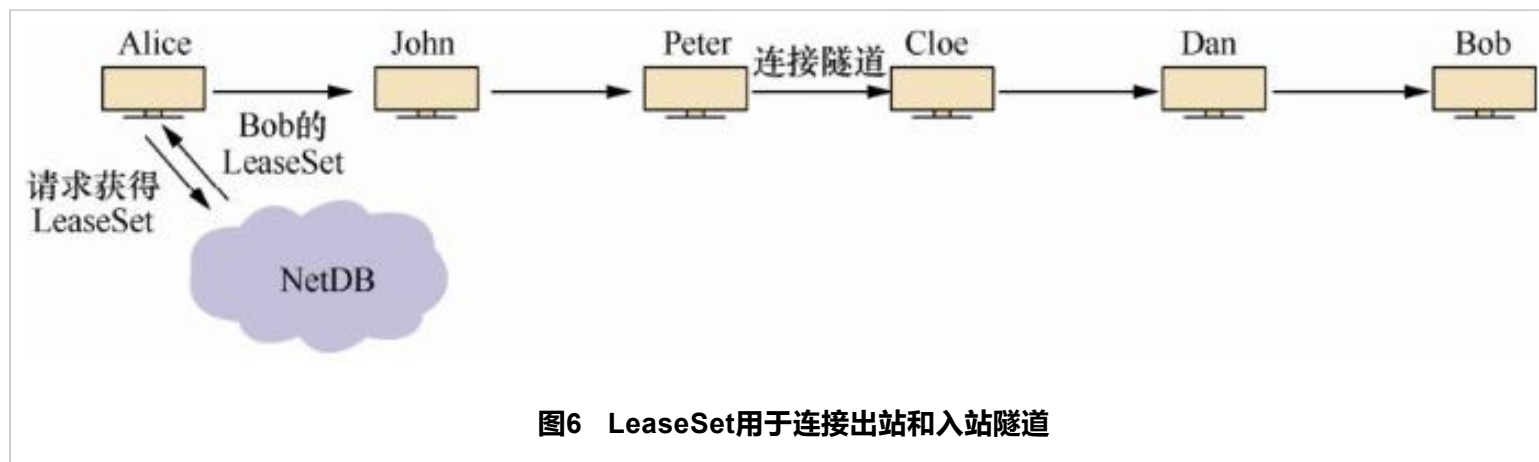 Alice
John
Peter
Cloe
Dan
Bob
连接隧道
Bob的
LeaseSet
请求获得
LeaseSet
NetDB
图6 LeaseSet用于连接出站和入站隧道